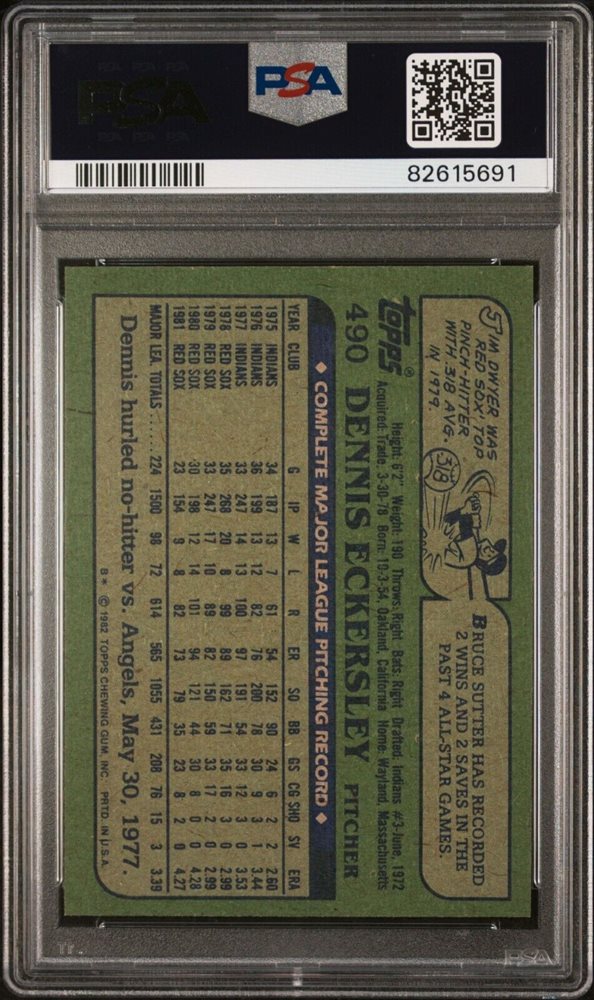 PSA
PSA
82615691
JIM DWYER WAS
RED SOX' TOP
PINCH-HITTER
WITH .318 AVG.
IN 1979.
.318
BRUCE SUTTER HAS RECORDED
2 WINS AND 2 SAVES IN THE
PAST 4 ALL-STAR GAMES.
TOPPS®
Height: 6'2" Weight: 190 Throws: Right Bats: Right Drafted: Indians #3-June, 1972
Acquired: Trade, 3-30-78 Born: 10-3-54, Oakland, California Home: Wayland, Massachusetts
490 DENNIS ECKERSLEY PITCHER
◆ COMPLETE MAJOR LEAGUE PITCHING RECORD ◆
YEAR CLUB G IP W L R ER SO BB GS CG SHO SV ERA
1975 INDIANS 34 187 13 7 61 54 152 90 24 6 2 2 2.60
1976 INDIANS 36 199 13 12 82 76 200 78 30 9 3 1 3.44
1977 INDIANS 33 247 14 13 100 97 191 54 33 12 3 0 3.53
1978 RED SOX 35 268 20 8 99 89 162 71 35 16 3 0 2.99
1979 RED SOX 33 247 17 10 89 82 150 59 33 17 2 0 2.99
1980 RED SOX 30 198 12 14 101 94 121 44 30 8 0 0 4.28
1981 RED SOX 23 154 9 8 82 73 79 35 23 8 2 0 4.27
MAJOR LEA. TOTALS ...... 224 1500 98 72 614 565 1055 431 208 76 15 3 3.39
Dennis hurled no-hitter vs. Angels, May 30, 1977.
B* © 1982 TOPPS CHEWING GUM, INC. PRTD. IN U.S.A.
PSA